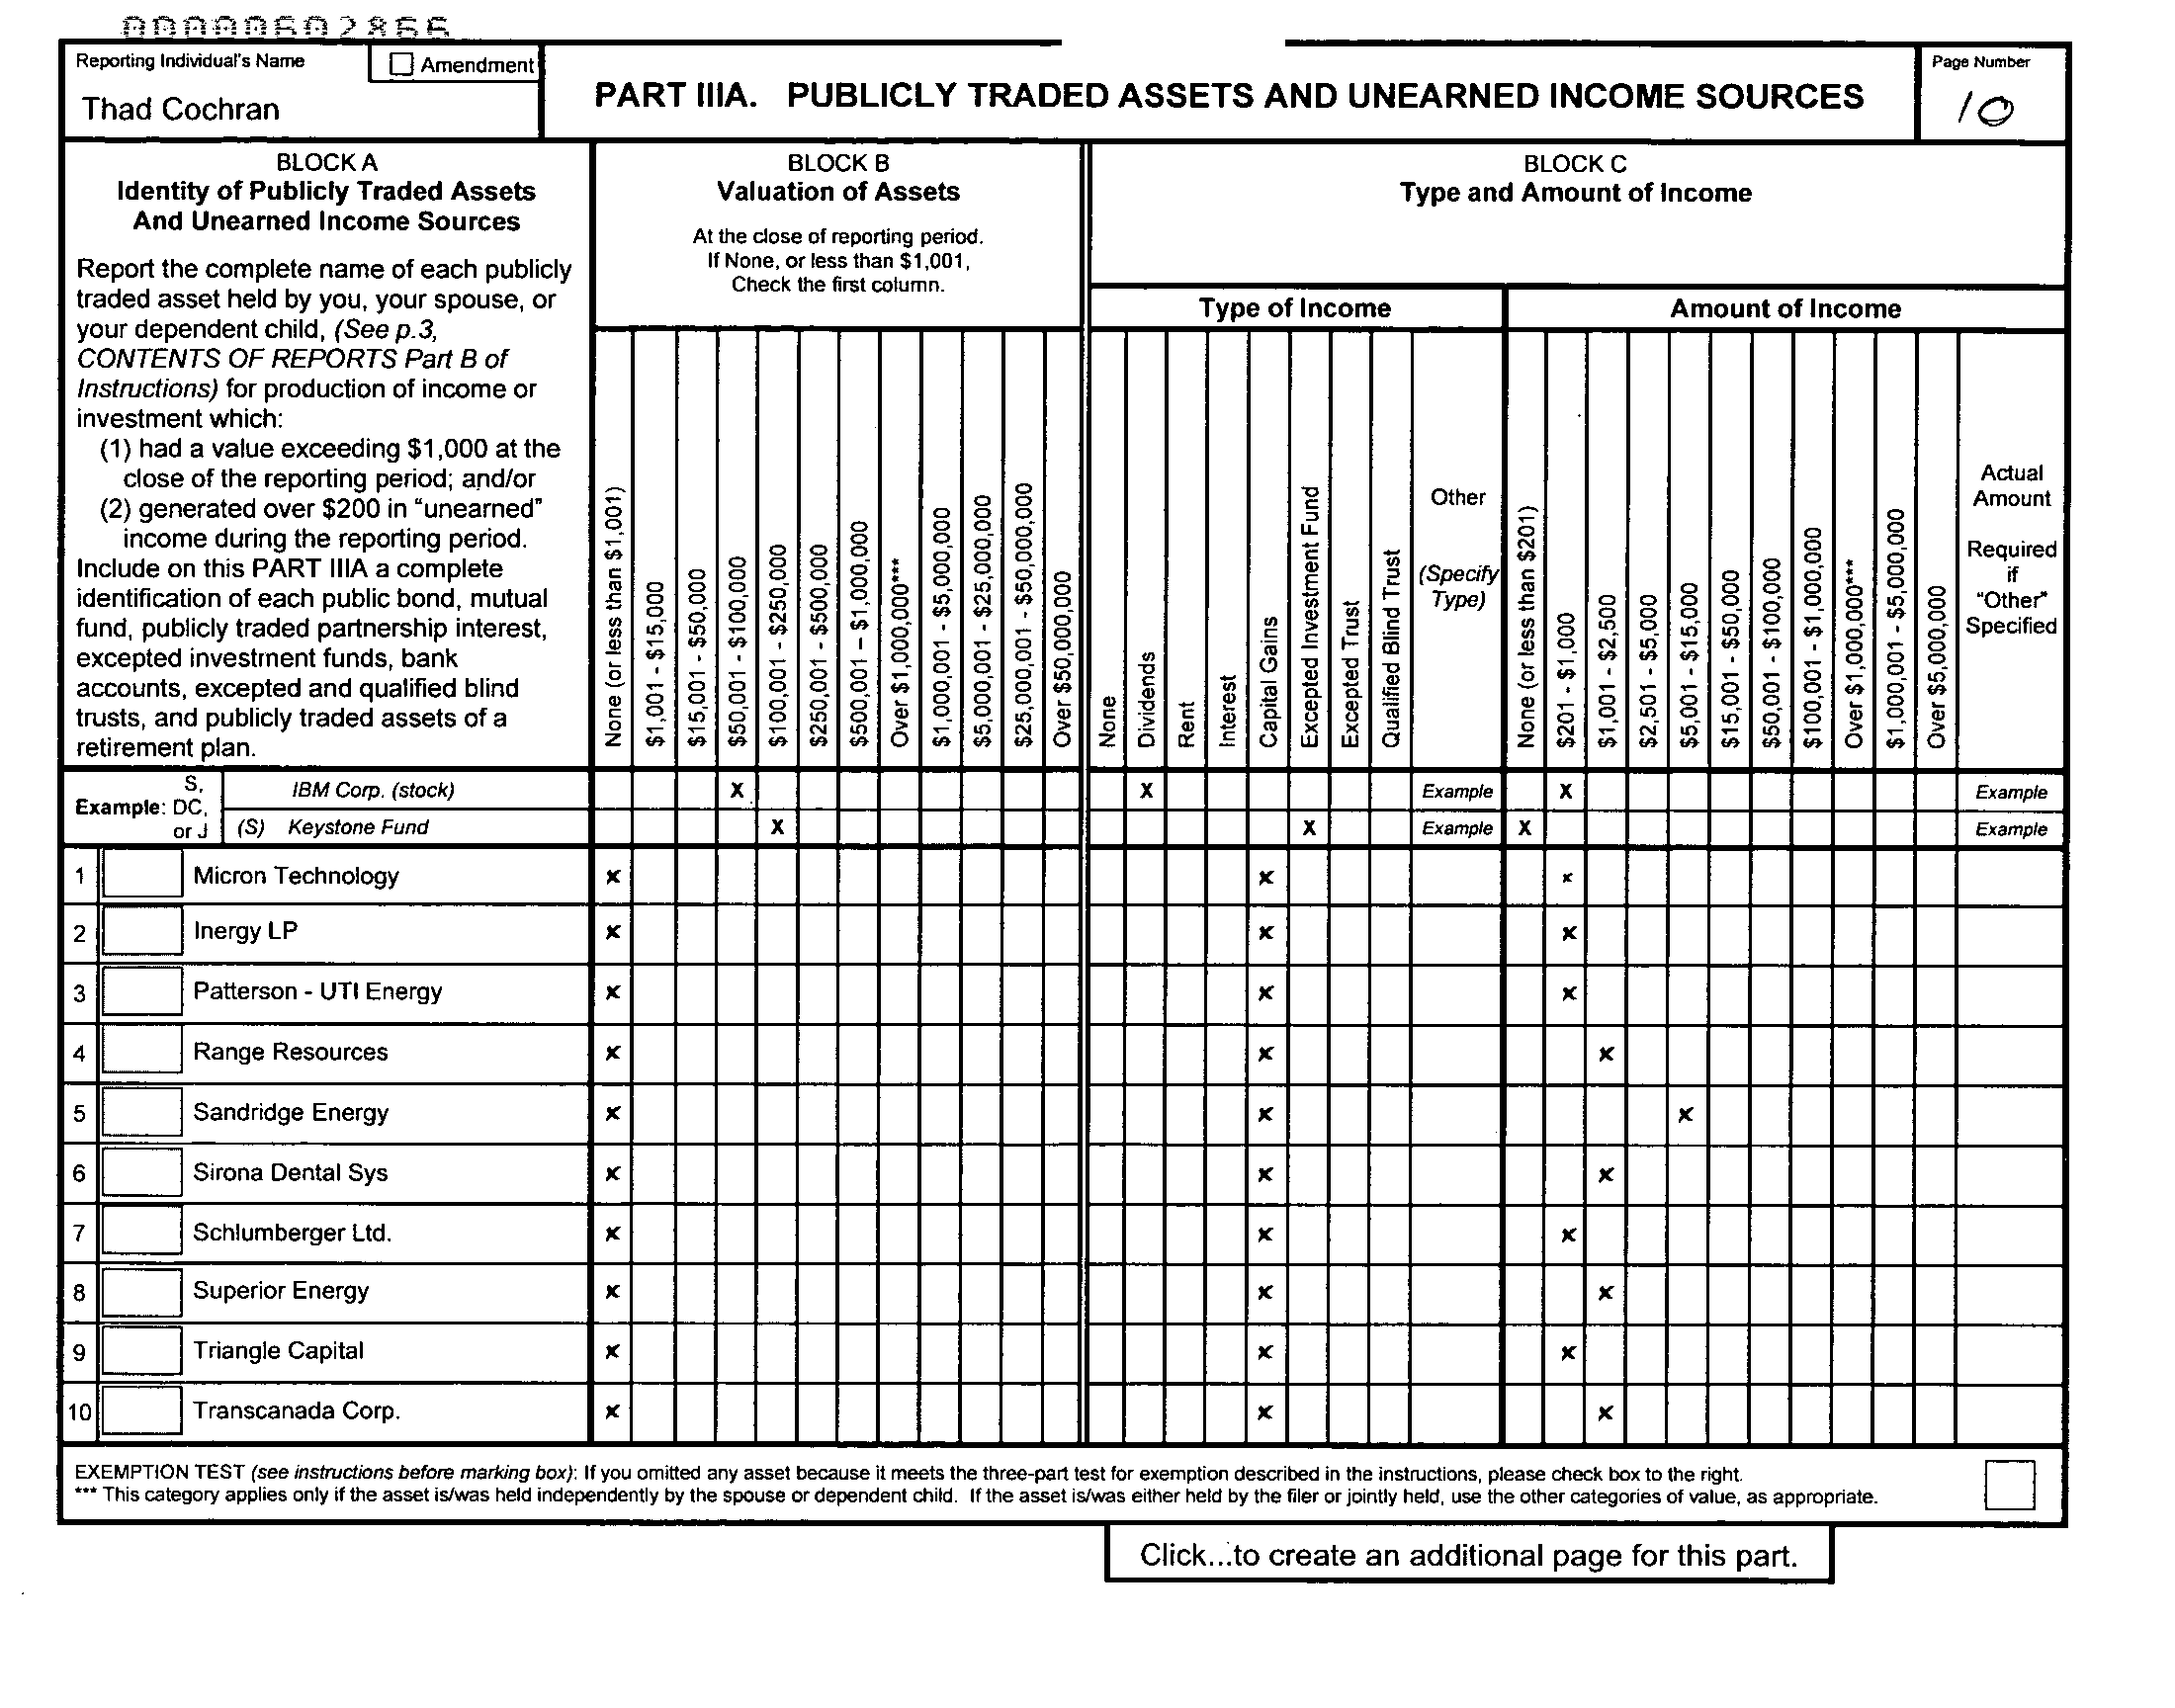 00000602866
Reporting Individual's Name
Amendment
Thad Cochran
PART IIIA. PUBLICLY TRADED ASSETS AND UNEARNED INCOME SOURCES
Page Number
10
BLOCK A
Identity of Publicly Traded Assets
And Unearned Income Sources
Report the complete name of each publicly
traded asset held by you, your spouse, or
your dependent child, (See p.3,
CONTENTS OF REPORTS Part B of
Instructions) for production of income or
investment which:
(1) had a value exceeding $1,000 at the
close of the reporting period; and/or
(2) generated over $200 in "unearned"
income during the reporting period.
Include on this PART IIIA a complete
identification of each public bond, mutual
fund, publicly traded partnership interest,
excepted investment funds, bank
accounts, excepted and qualified blind
trusts, and publicly traded assets of a
retirement plan.
BLOCK B
Valuation of Assets
At the close of reporting period.
If None, or less than $1,001,
Check the first column.
None (or less than $1,001)
$1,001 - $15,000
$15,001 - $50,000
$50,001 - $100,000
$100,001 - $250,000
$250,001 - $500,000
$500,001 – $1,000,000
Over $1,000,000***
$1,000,001 - $5,000,000
$5,000,001 - $25,000,000
$25,000,001 - $50,000,000
Over $50,000,000
BLOCK C
Type and Amount of Income
Type of Income
None
Dividends
Rent
Interest
Capital Gains
Excepted Investment Fund
Excepted Trust
Qualified Blind Trust
Other
(Specify
Type)
Amount of Income
None (or less than $201)
$201 - $1,000
$1,001 - $2,500
$2,501 - $5,000
$5,001 - $15,000
$15,001 - $50,000
$50,001 - $100,000
$100,001 - $1,000,000
Over $1,000,000***
$1,000,001 - $5,000,000
Over $5,000,000
Actual
Amount
Required
if
"Other"
Specified
Example: S, DC, or J
IBM Corp. (stock) X X Example X Example
(S) Keystone Fund X X Example X Example
1 Micron Technology x x x
2 Inergy LP x x x
3 Patterson - UTI Energy x x x
4 Range Resources x x x
5 Sandridge Energy x x x
6 Sirona Dental Sys x x x
7 Schlumberger Ltd. x x x
8 Superior Energy x x x
9 Triangle Capital x x x
10 Transcanada Corp. x x x
EXEMPTION TEST (see instructions before marking box): If you omitted any asset because it meets the three-part test for exemption described in the instructions, please check box to the right.
*** This category applies only if the asset is/was held independently by the spouse or dependent child. If the asset is/was either held by the filer or jointly held, use the other categories of value, as appropriate.
Click...to create an additional page for this part.